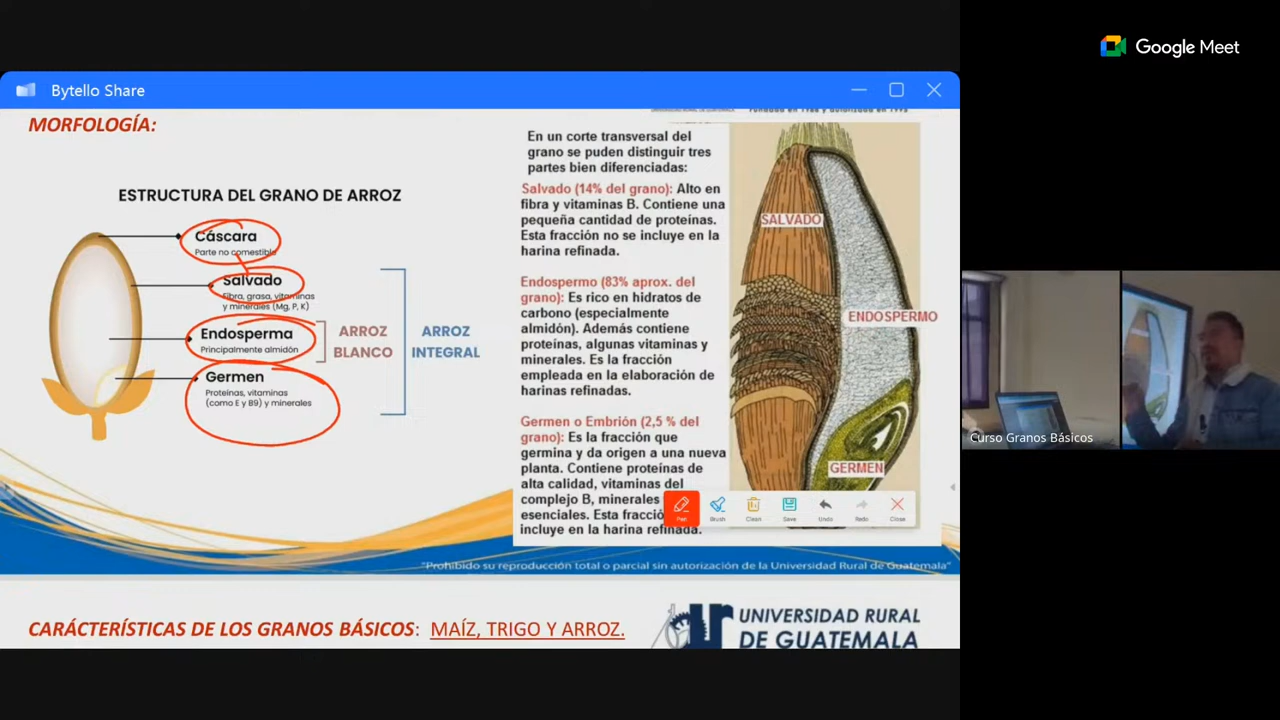 Google Meet
Bytello Share
MORFOLOGÍA:
ESTRUCTURA DEL GRANO DE ARROZ
Cáscara
Parte no comestible
Salvado
Fibra, grasa, vitaminas
y minerales (Mg, P, K)
Endosperma
Principalmente almidón
Germen
Proteínas, vitaminas
(como E y B9) y minerales
ARROZ
BLANCO
ARROZ
INTEGRAL
En un corte transversal del
grano se puden distinguir tres
partes bien diferenciadas:
Salvado (14% del grano): Alto en
fibra y vitaminas B. Contiene una
pequeña cantidad de proteínas.
Esta fracción no se incluye en la
harina refinada.
Endospermo (83% aprox. del
grano): Es rico en hidratos de
carbono (especialmente
almidón). Además contiene
proteínas, algunas vitaminas y
minerales. Es la fracción
empleada en la elaboración de
harinas refinadas.
Germen o Embrión (2,5 % del
grano): Es la fracción que
germina y da origen a una nueva
planta. Contiene proteínas de
alta calidad, vitaminas del
complejo B, minerales
esenciales. Esta fracció
incluye en la harina refinada.
SALVADO
ENDOSPERMO
GERMEN
Pen
Brush
Clean
Save
Undo
Redo
Close
"Prohibido su reproducción total o parcial sin autorización de la Universidad Rural de Guatemala"
CARÁCTERÍSTICAS DE LOS GRANOS BÁSICOS: MAÍZ, TRIGO Y ARROZ.
ur
UNIVERSIDAD RURAL
DE GUATEMALA
Curso Granos Básicos